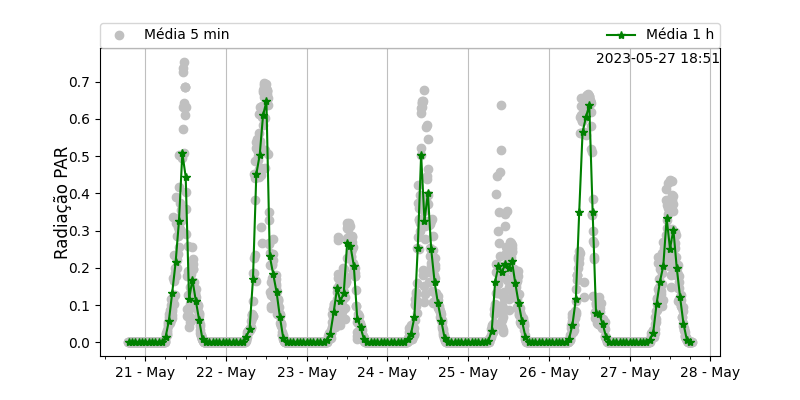 Média 5 min
Média 1 h
2023-05-27 18:51
Radiação PAR
0.7
0.6
0.5
0.4
0.3
0.2
0.1
0.0
21 - May
22 - May
23 - May
24 - May
25 - May
26 - May
27 - May
28 - May